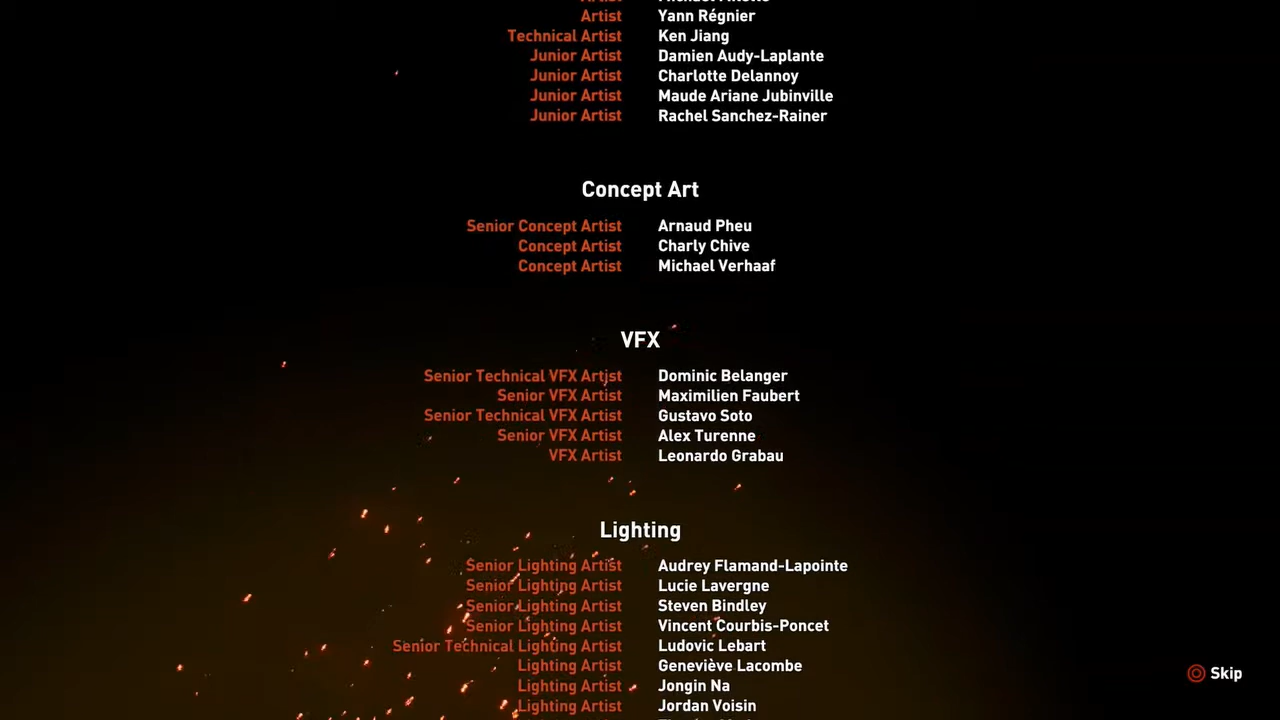 Artist Yann Régnier
Technical Artist Ken Jiang
Junior Artist Damien Audy-Laplante
Junior Artist Charlotte Delannoy
Junior Artist Maude Ariane Jubinville
Junior Artist Rachel Sanchez-Rainer
Concept Art
Senior Concept Artist Arnaud Pheu
Concept Artist Charly Chive
Concept Artist Michael Verhaaf
VFX
Senior Technical VFX Artist Dominic Belanger
Senior VFX Artist Maximilien Faubert
Senior Technical VFX Artist Gustavo Soto
Senior VFX Artist Alex Turenne
VFX Artist Leonardo Grabau
Lighting
Senior Lighting Artist Audrey Flamand-Lapointe
Senior Lighting Artist Lucie Lavergne
Senior Lighting Artist Steven Bindley
Senior Lighting Artist Vincent Courbis-Poncet
Senior Technical Lighting Artist Ludovic Lebart
Lighting Artist Geneviève Lacombe
Lighting Artist Jongin Na
Lighting Artist Jordan Voisin
Skip